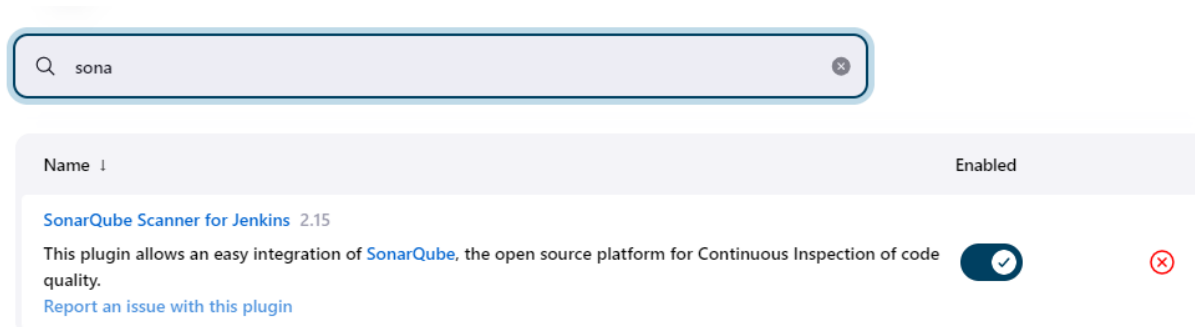 sona
Name ↓ Enabled
SonarQube Scanner for Jenkins 2.15
This plugin allows an easy integration of SonarQube, the open source platform for Continuous Inspection of code
quality.
Report an issue with this plugin